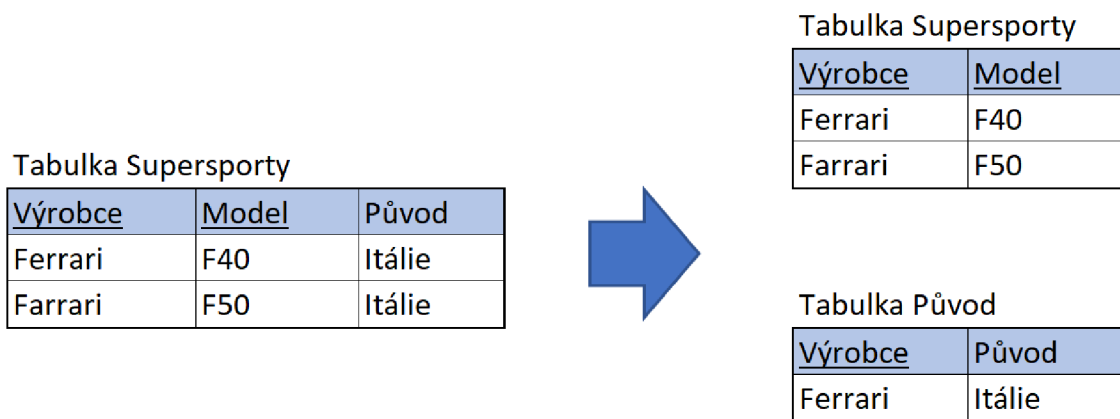 Tabulka Supersporty
Výrobce Model Původ
Ferrari F40 Itálie
Farrari F50 Itálie
Tabulka Supersporty
Výrobce Model
Ferrari F40
Farrari F50
Tabulka Původ
Výrobce Původ
Ferrari Itálie